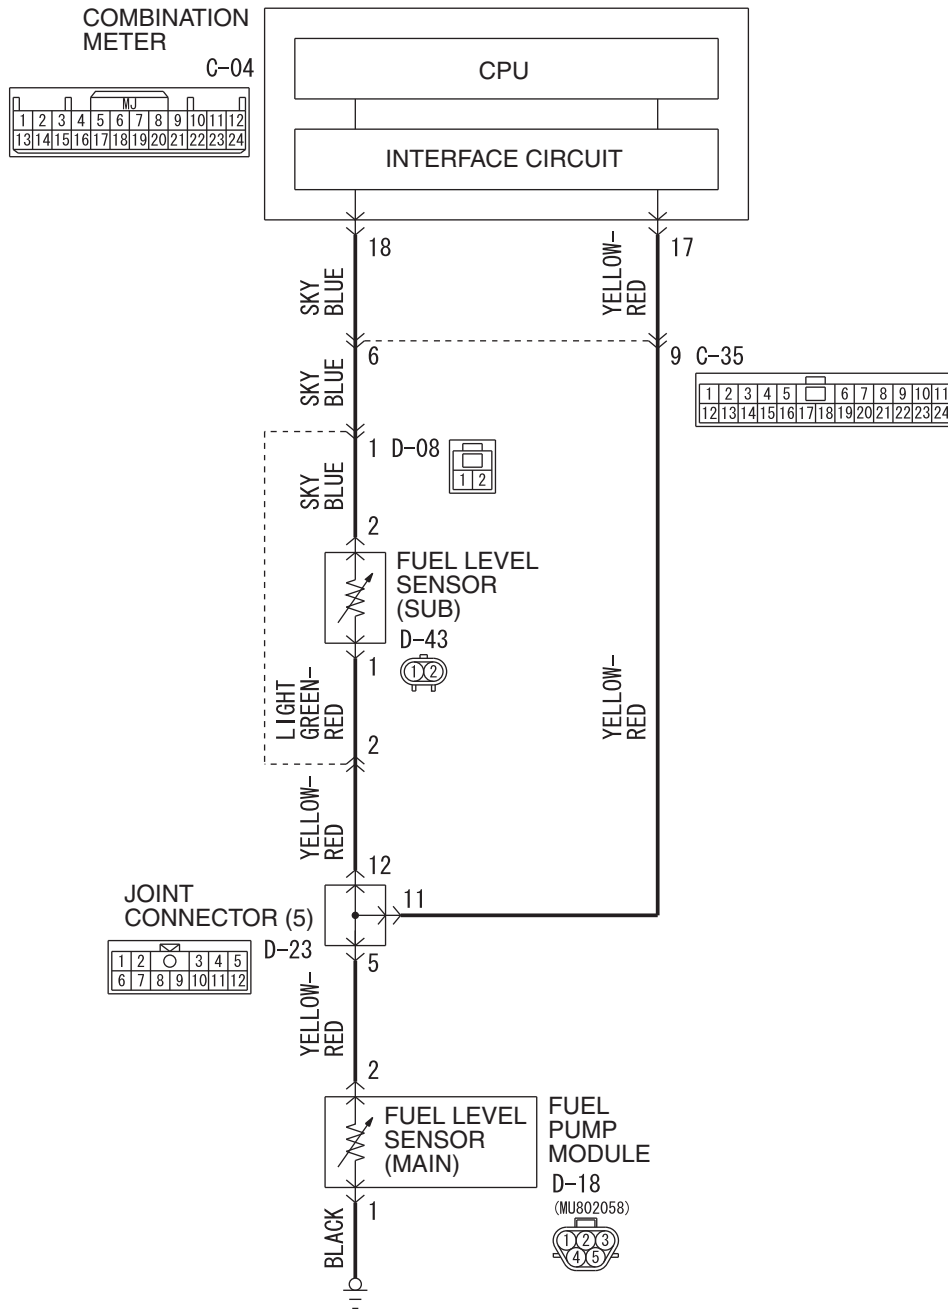 COMBINATION
METER
C-04
MJ
1 2 3 4 5 6 7 8 9 10 11 12
13 14 15 16 17 18 19 20 21 22 23 24
CPU
INTERFACE CIRCUIT
18
17
SKY
BLUE
YELLOW-
RED
6
9 C-35
1 2 3 4 5 6 7 8 9 10 11
12 13 14 15 16 17 18 19 20 21 22 23 24
SKY
BLUE
1 D-08
1 2
SKY
BLUE
2
FUEL LEVEL
SENSOR
(SUB)
D-43
1 2
1
LIGHT
GREEN-
RED
YELLOW-
RED
2
YELLOW-
RED
12
11
JOINT
CONNECTOR (5)
D-23
1 2 3 4 5
6 7 8 9 10 11 12
5
YELLOW-
RED
2
FUEL LEVEL
SENSOR
(MAIN)
FUEL
PUMP
MODULE
D-18
(MU802058)
1 2 3
4 5
1
BLACK